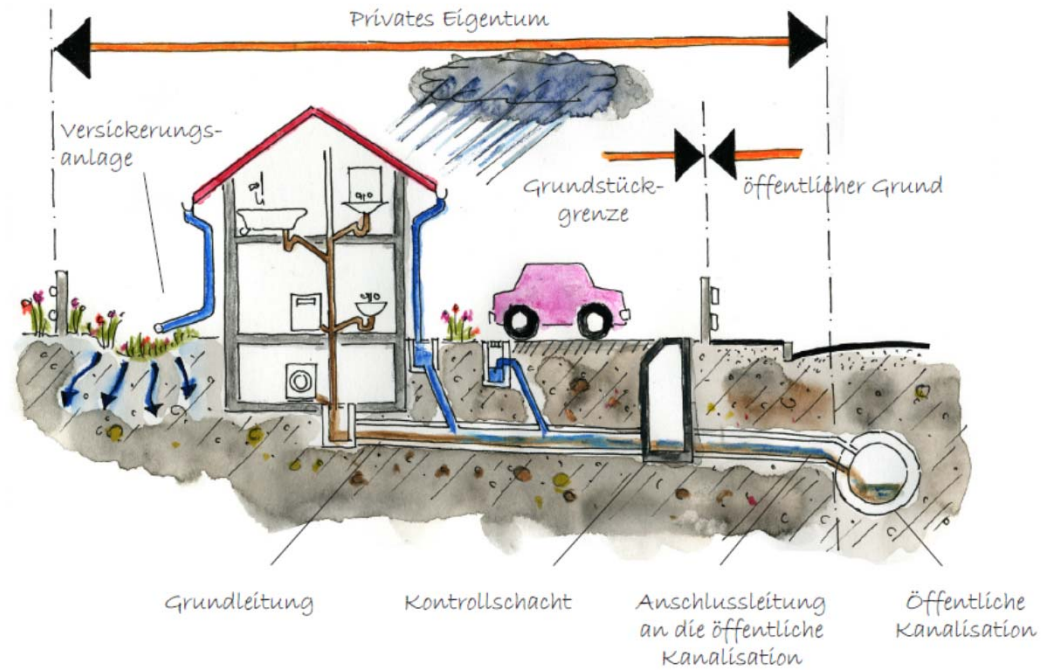 Privates Eigentum
Versickerungs-
anlage
Grundstück-
grenze
öffentlicher Grund
Grundleitung
Kontrollschacht
Anschlussleitung
an die öffentliche
Kanalisation
Öffentliche
Kanalisation